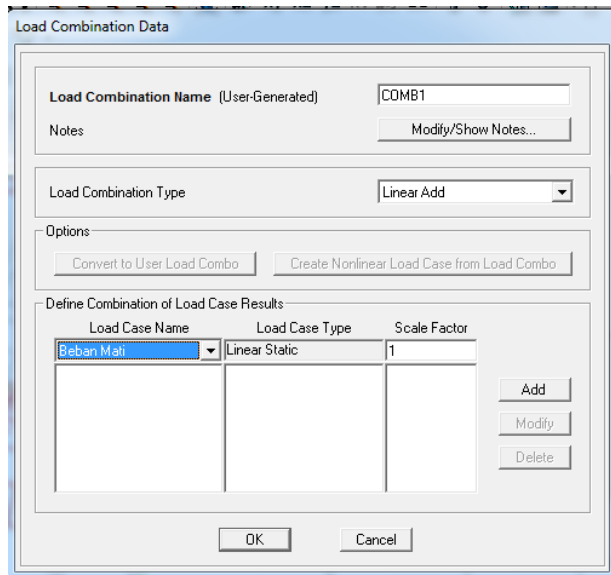 Load Combination Data
Load Combination Name (User-Generated) COMB1
Notes Modify/Show Notes...
Load Combination Type Linear Add
Options
Convert to User Load Combo Create Nonlinear Load Case from Load Combo
Define Combination of Load Case Results
Load Case Name Load Case Type Scale Factor
Beban Mati Linear Static 1
Add
Modify
Delete
OK Cancel